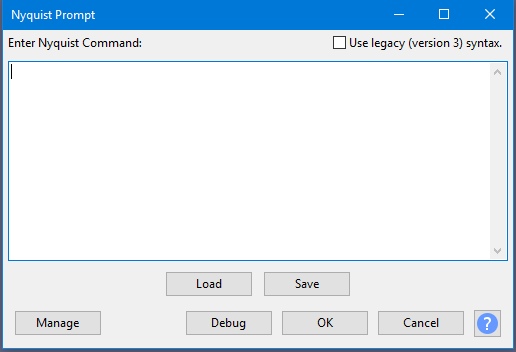 Nyquist Prompt
Enter Nyquist Command: Use legacy (version 3) syntax.
Load Save
Manage Debug OK Cancel ?